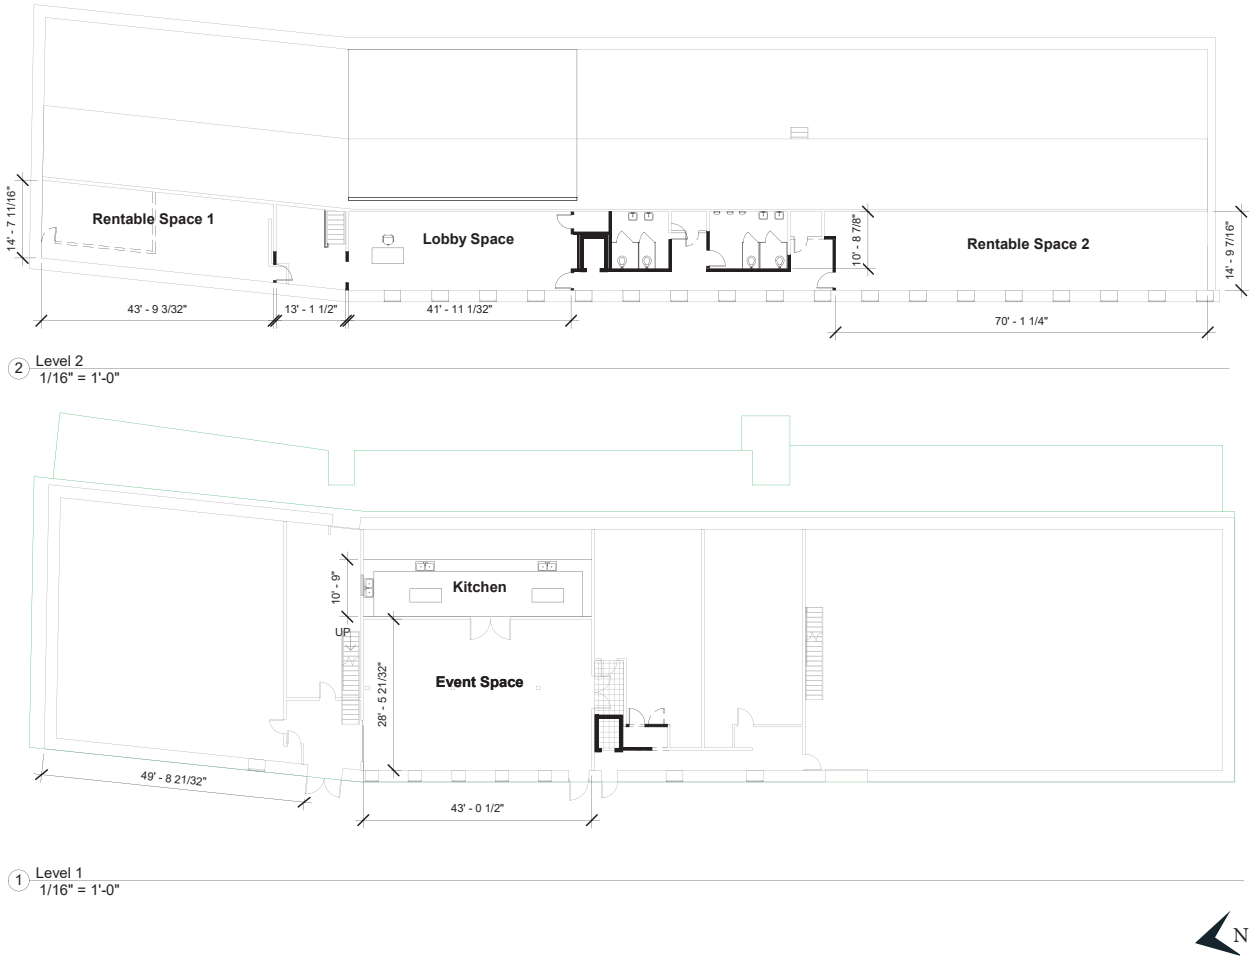 14' - 7 11/16"
Rentable Space 1
Lobby Space
10' - 8 7/8"
Rentable Space 2
14' - 9 7/16"
43' - 9 3/32"
13' - 1 1/2"
41' - 11 1/32"
70' - 1 1/4"
2
Level 2
1/16" = 1'-0"
10' - 9"
Kitchen
UP
28' - 5 21/32"
Event Space
49' - 8 21/32"
43' - 0 1/2"
1
Level 1
1/16" = 1'-0"
N